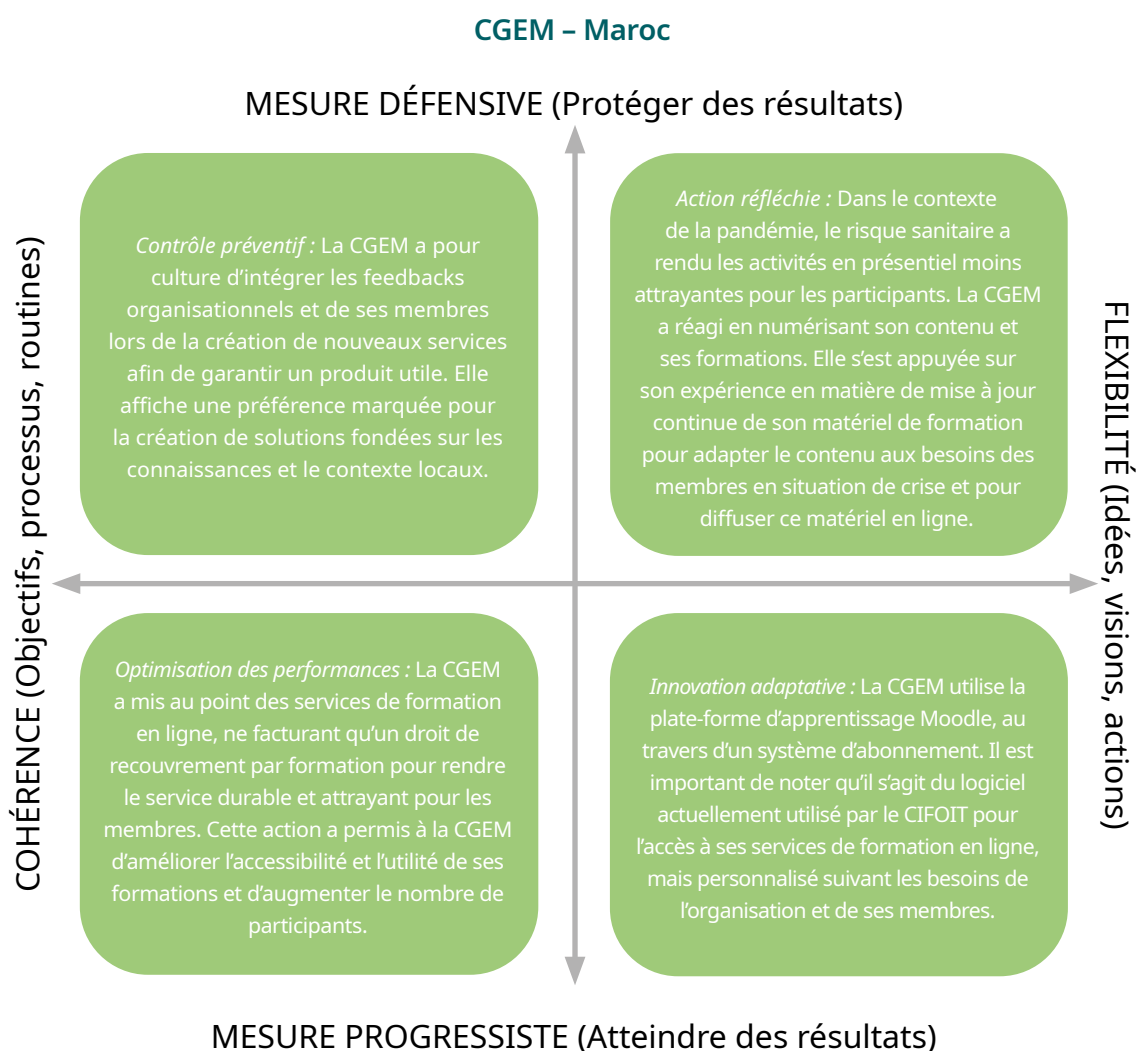 CGEM – Maroc
MESURE DÉFENSIVE (Protéger des résultats)
COHÉRENCE (Objectifs, processus, routines)
Contrôle préventif : La CGEM a pour
culture d’intégrer les feedbacks
organisationnels et de ses membres
lors de la création de nouveaux services
afin de garantir un produit utile. Elle
affiche une préférence marquée pour
la création de solutions fondées sur les
connaissances et le contexte locaux.
Action réfléchie : Dans le contexte
de la pandémie, le risque sanitaire a
rendu les activités en présentiel moins
attrayantes pour les participants. La CGEM
a réagi en numérisant son contenu et
ses formations. Elle s’est appuyée sur
son expérience en matière de mise à jour
continue de son matériel de formation
pour adapter le contenu aux besoins des
membres en situation de crise et pour
diffuser ce matériel en ligne.
FLEXIBILITÉ (Idées, visions, actions)
Optimisation des performances : La CGEM
a mis au point des services de formation
en ligne, ne facturant qu’un droit de
recouvrement par formation pour rendre
le service durable et attrayant pour les
membres. Cette action a permis à la CGEM
d’améliorer l’accessibilité et l’utilité de ses
formations et d’augmenter le nombre de
participants.
Innovation adaptative : La CGEM utilise la
plate-forme d’apprentissage Moodle, au
travers d’un système d’abonnement. Il est
important de noter qu’il s’agit du logiciel
actuellement utilisé par le CIFOIT pour
l’accès à ses services de formation en ligne,
mais personnalisé suivant les besoins de
l’organisation et de ses membres.
MESURE PROGRESSISTE (Atteindre des résultats)